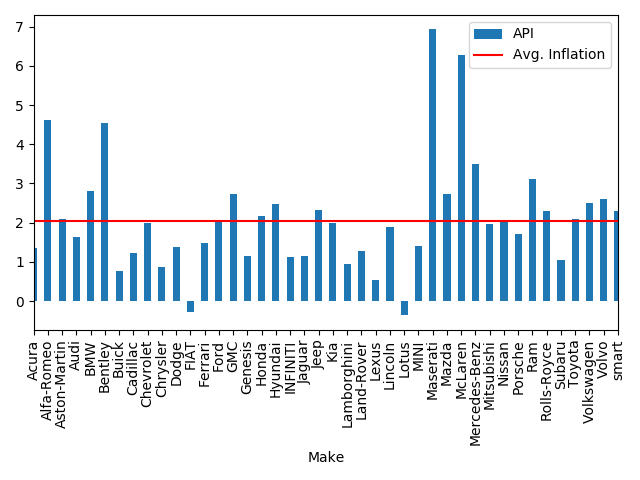 API
Avg. Inflation
7
6
5
4
3
2
1
0
Acura
Alfa-Romeo
Aston-Martin
Audi
BMW
Bentley
Buick
Cadillac
Chevrolet
Chrysler
Dodge
FIAT
Ferrari
Ford
GMC
Genesis
Honda
Hyundai
INFINITI
Jaguar
Jeep
Kia
Lamborghini
Land-Rover
Lexus
Lincoln
Lotus
MINI
Maserati
Mazda
McLaren
Mercedes-Benz
Mitsubishi
Nissan
Porsche
Ram
Rolls-Royce
Subaru
Toyota
Volkswagen
Volvo
smart
Make